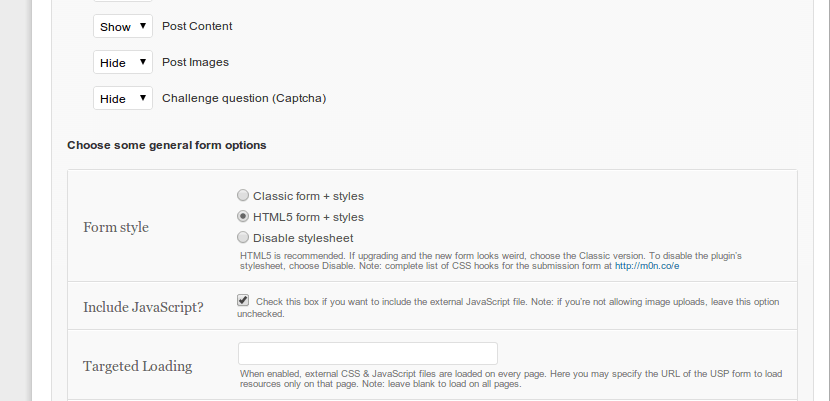 Show Post Content
Hide Post Images
Hide Challenge question (Captcha)
Choose some general form options
Classic form + styles
HTML5 form + styles
Form style
Disable stylesheet
HTML5 is recommended. If upgrading and the new form looks weird, choose the Classic version. To disable the plugin's
stylesheet, choose Disable. Note: complete list of CSS hooks for the submission form at http://m0n.co/e
Include JavaScript? Check this box if you want to include the external JavaScript file. Note: if you're not allowing image uploads, leave this option
unchecked.
Targeted Loading
When enabled, external CSS & JavaScript files are loaded on every page. Here you may specify the URL of the USP form to load
resources only on that page. Note: leave blank to load on all pages.